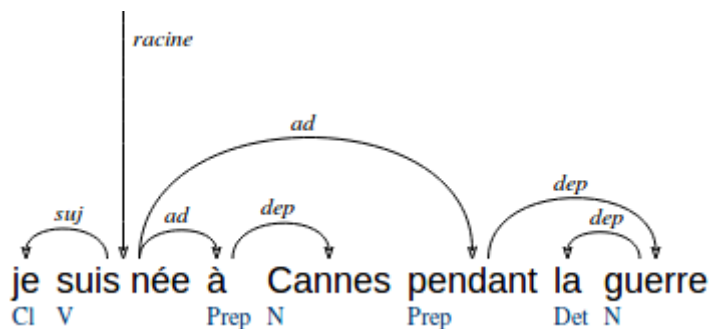 racine
ad
suj ad dep dep
dep
je suis née à Cannes pendant la guerre
Cl V Prep N Prep Det N